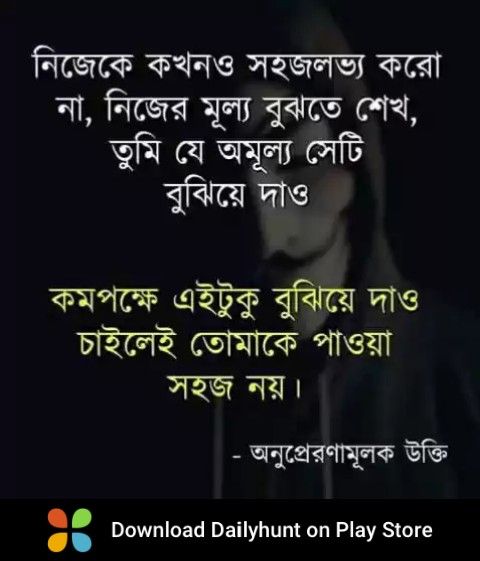 নিজেকে কখনও সহজলভ্য করো
না, নিজের মূল্য বুঝতে শেখ,
তুমি যে অমূল্য সেটি
বুঝিয়ে দাও
কমপক্ষে এইটুকু বুঝিয়ে দাও
চাইলেই তোমাকে পাওয়া
সহজ নয়।
- অনুপ্রেরণামূলক উক্তি
Download Dailyhunt on Play Store